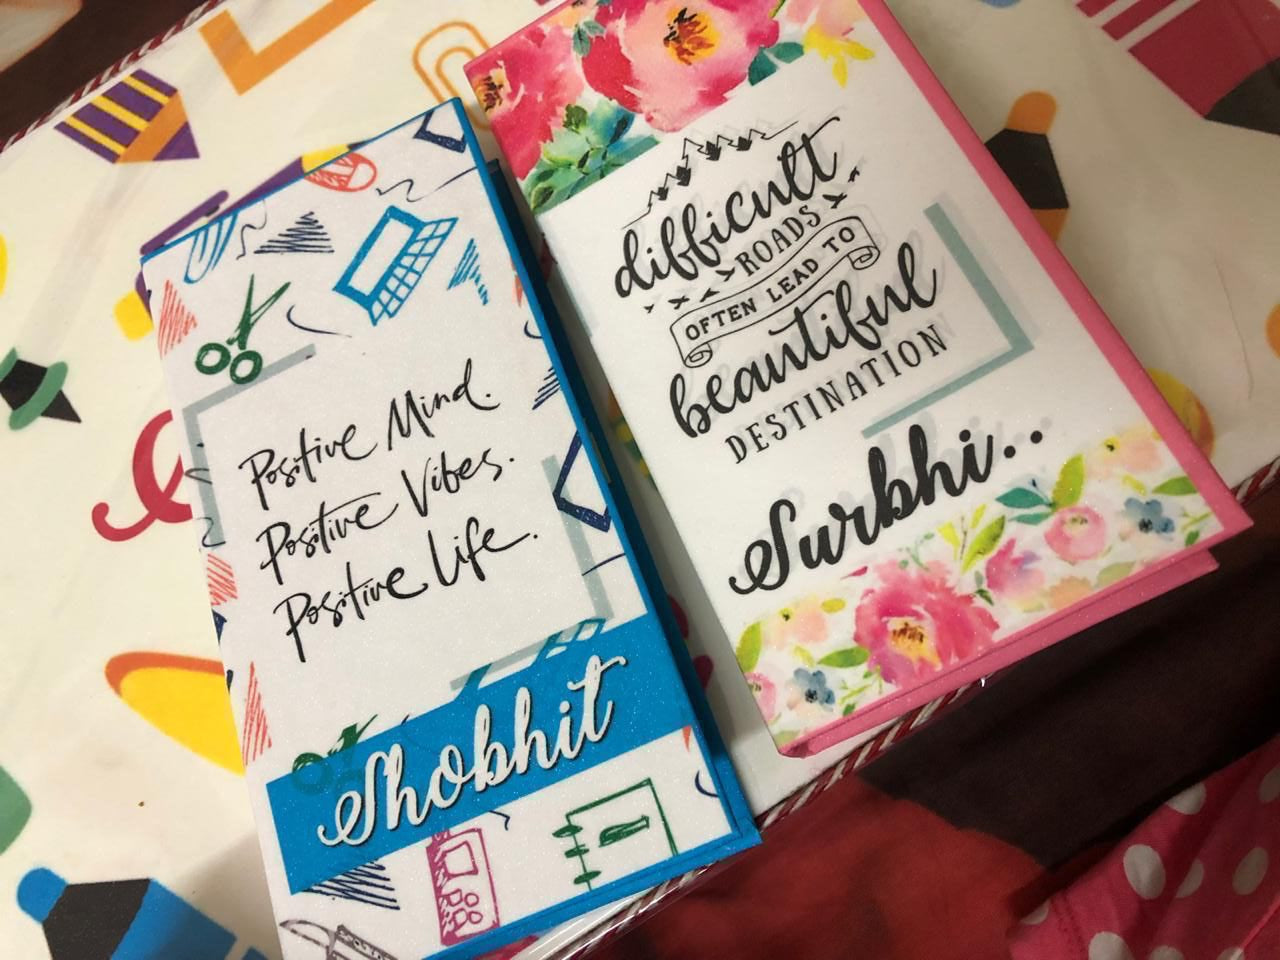 Positive Mind.
Positive Vibes.
Positive Life.
Shobhit
difficult
ROADS
OFTEN LEAD TO
beautiful
DESTINATION
Surbhi..